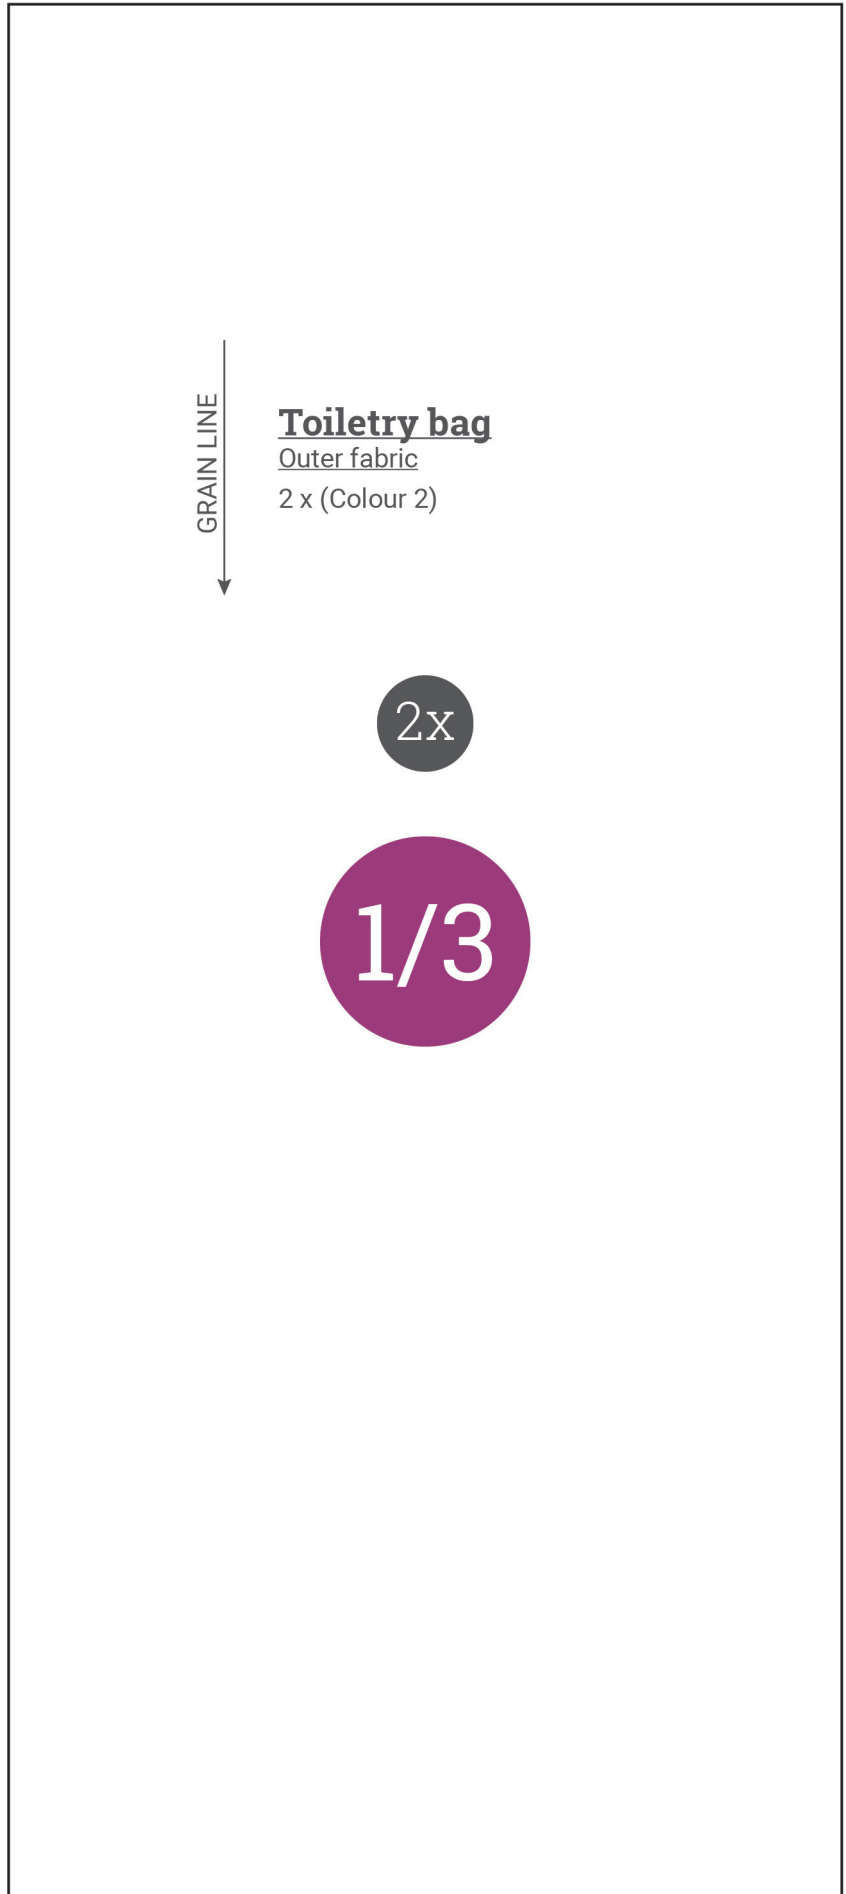 GRAIN LINE
Toiletry bag
Outer fabric
2 x (Colour 2)
2x
1/3